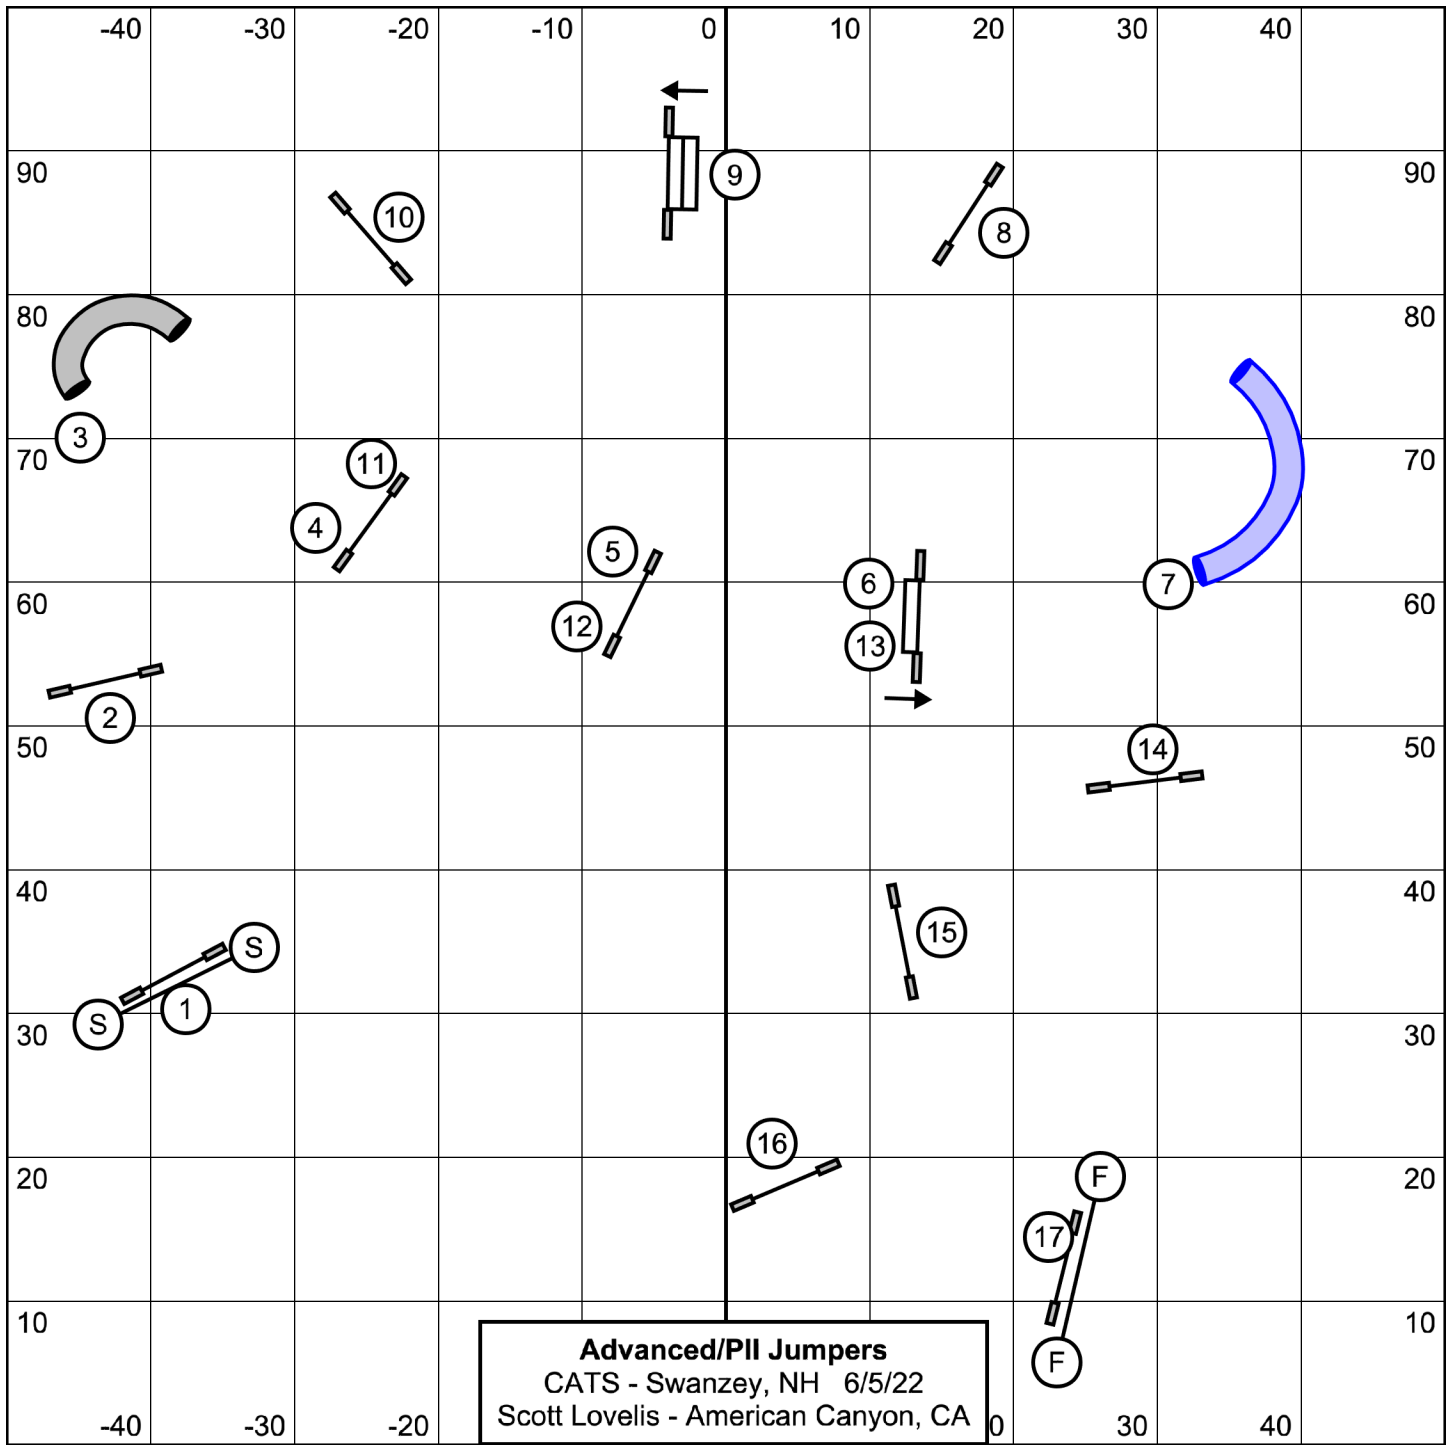 -40 -30 -20 -10 0 10 20 30 40
90 9 90
10 8
80 80
3
70 11 70
4 5 6 7
60 12 13 60
2
50 14 50
40 15 40
S
S 1
30 30
16
20 F 20
17
10 10
Advanced/PII Jumpers
F
CATS - Swanzey, NH 6/5/22
Scott Lovelis - American Canyon, CA
-40 -30 -20 0 30 40